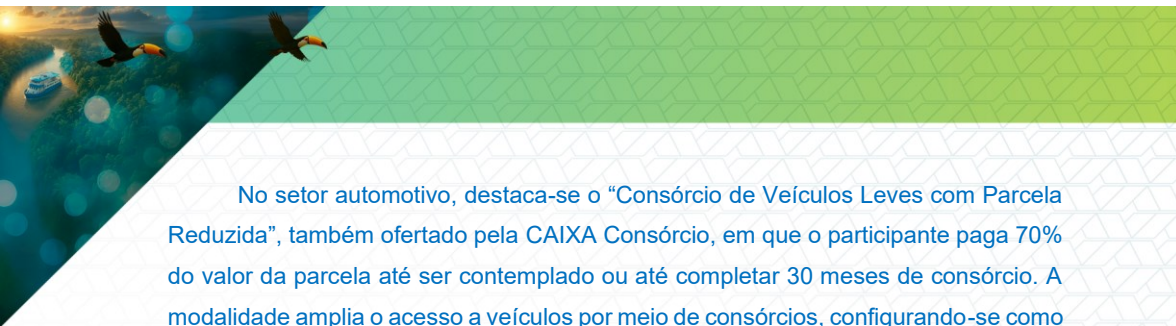 No setor automotivo, destaca-se o “Consórcio de Veículos Leves com Parcela
Reduzida”, também ofertado pela CAIXA Consórcio, em que o participante paga 70%
do valor da parcela até ser contemplado ou até completar 30 meses de consórcio. A
modalidade amplia o acesso a veículos por meio de consórcios, configurando-se como